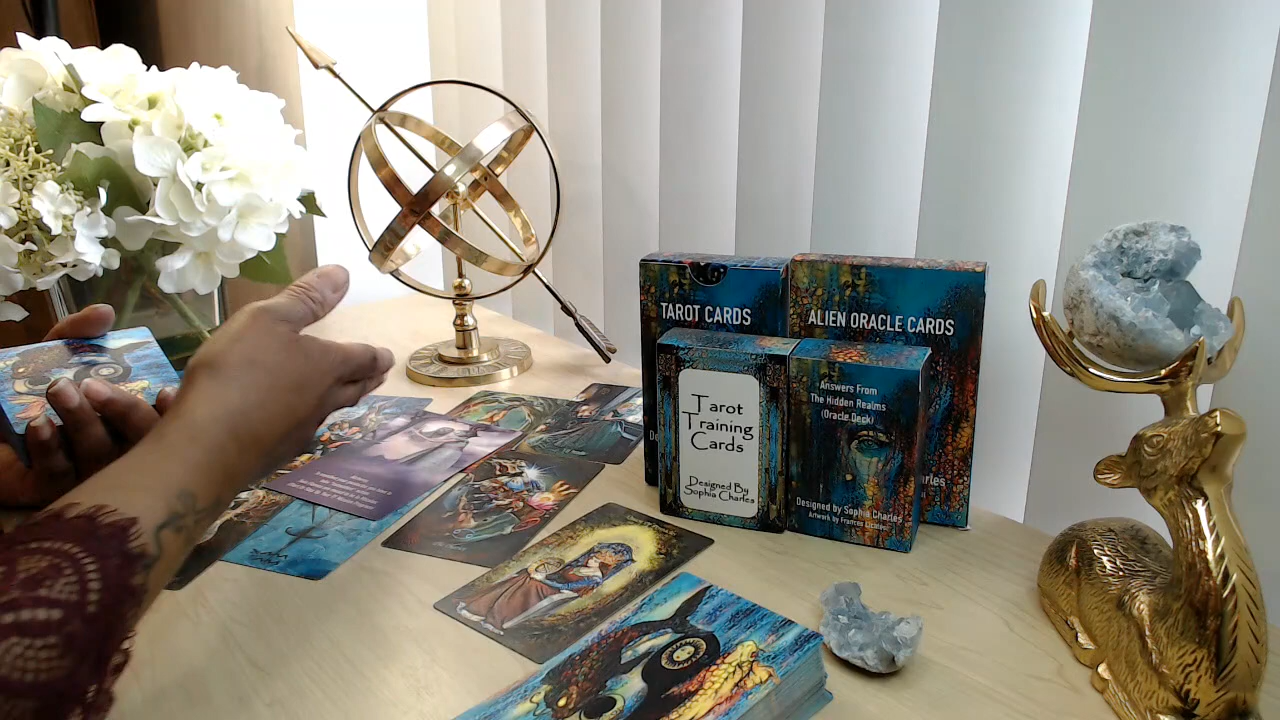 TAROT CARDS
ALIEN ORACLE CARDS
Tarot
Training
Cards
Designed By
Sophia Charles
Answers From
The Hidden Realms
(Oracle Deck)
Designed by Sophia Charles
Artwork by Frances